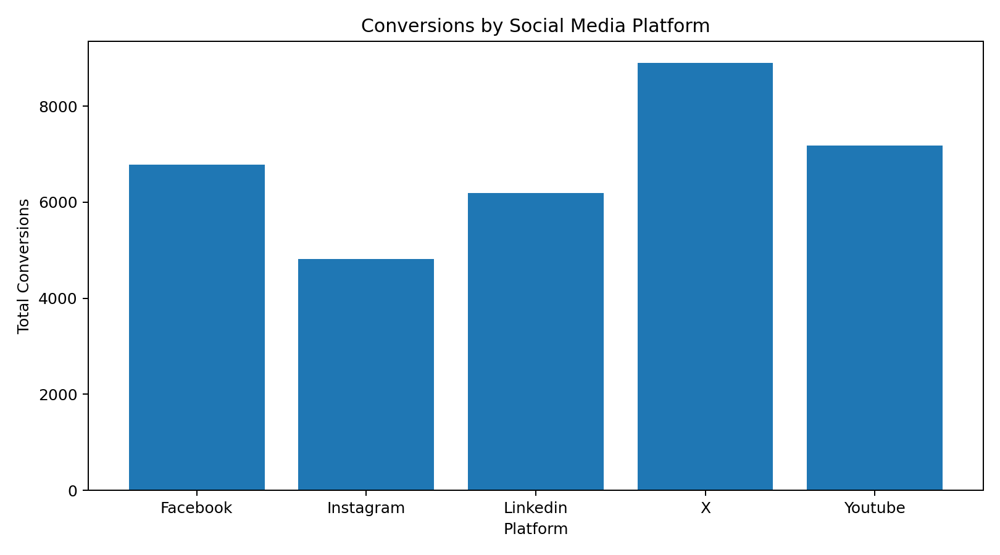 Conversions by Social Media Platform
Total Conversions
8000
6000
4000
2000
0
Facebook Instagram Linkedin X Youtube
Platform